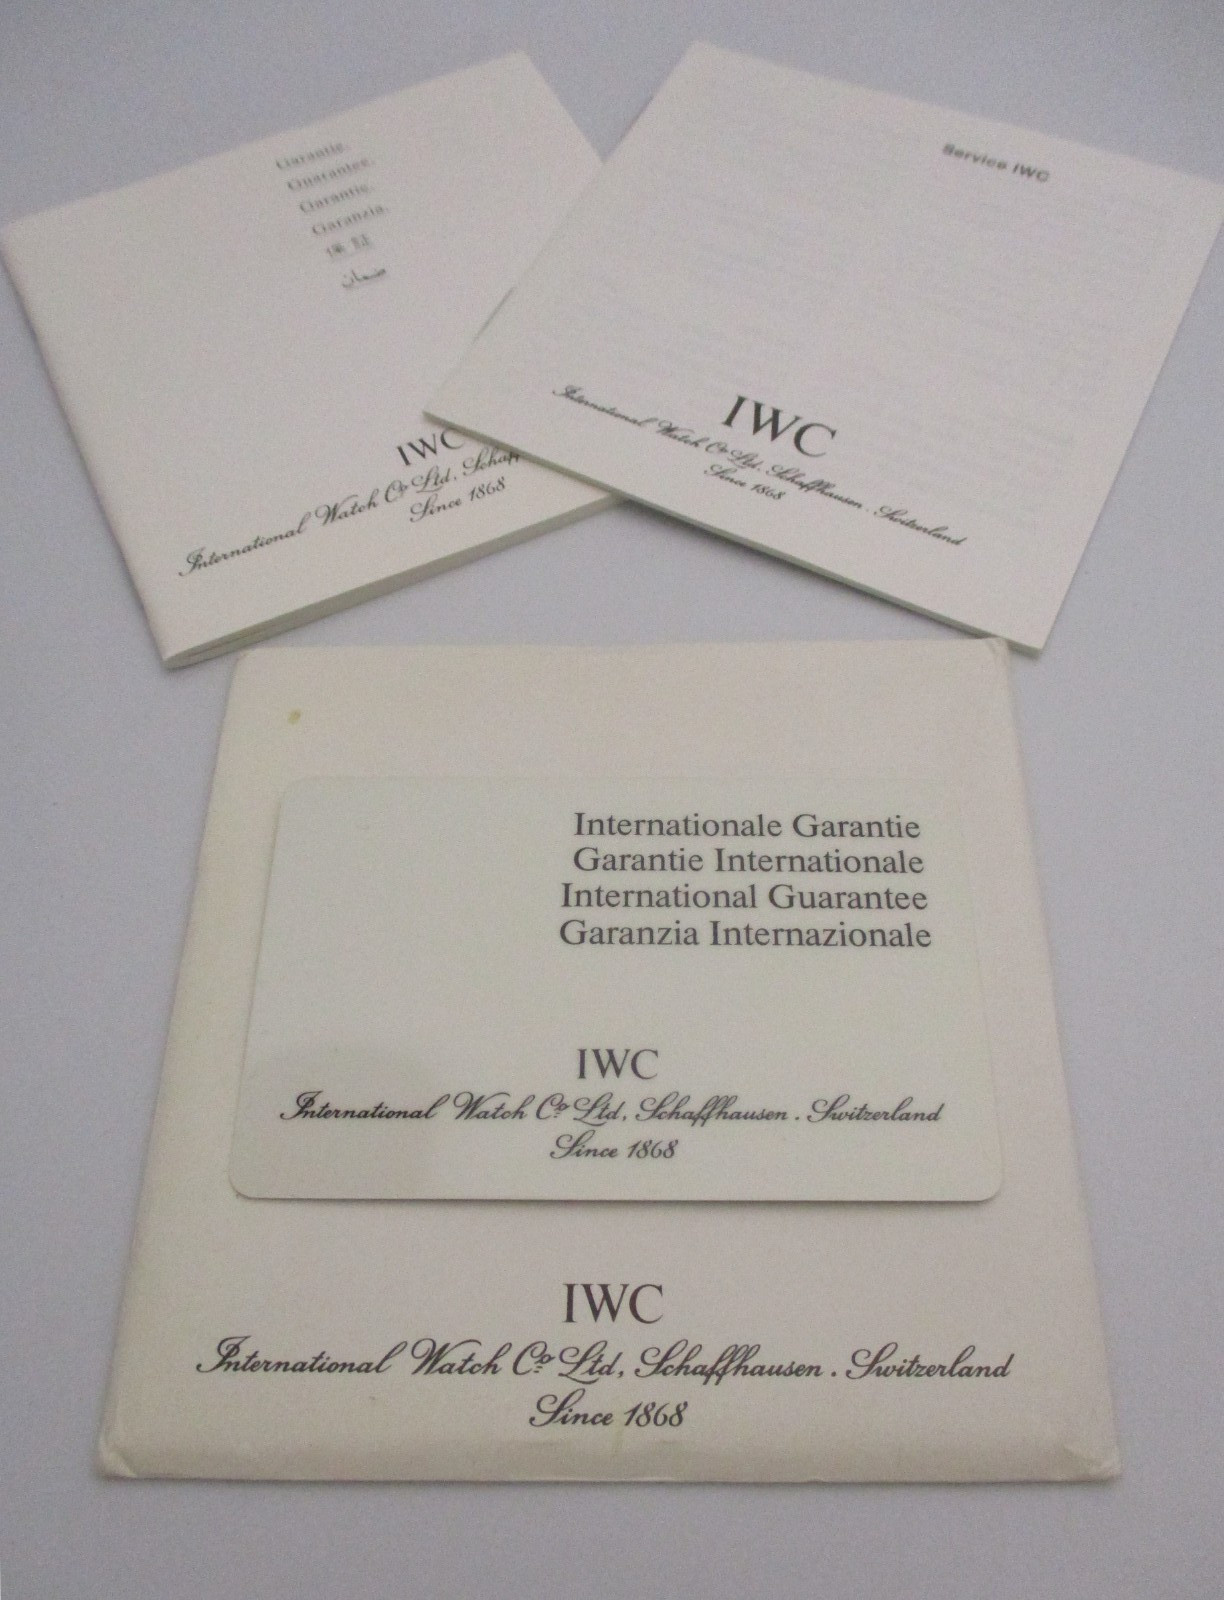 Garantie.
Guarantee.
Garantie.
Garanzia.
保証
ضمان
IWC
International Watch Co Ltd, Schaff
Since 1868
Service IWC
IWC
International Watch Co Ltd, Schaffhausen . Switzerland
Since 1868
Internationale Garantie
Garantie Internationale
International Guarantee
Garanzia Internazionale
IWC
International Watch Co Ltd, Schaffhausen . Switzerland
Since 1868
IWC
International Watch Co Ltd, Schaffhausen . Switzerland
Since 1868